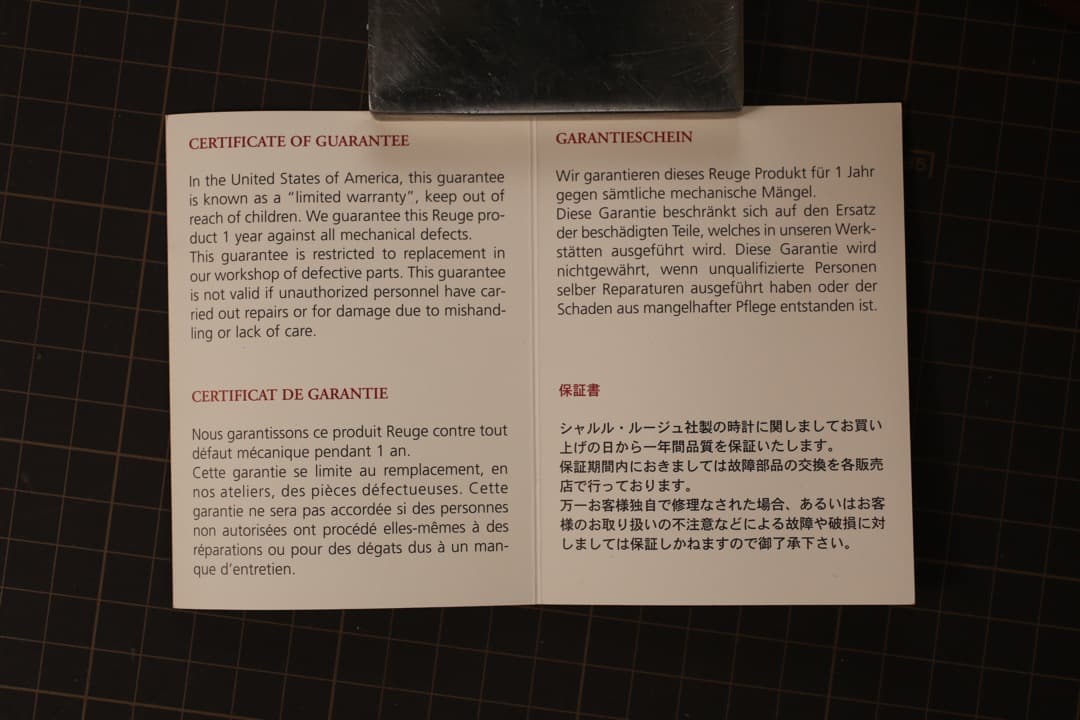 CERTIFICATE OF GUARANTEE
In the United States of America, this guarantee
is known as a “limited warranty”, keep out of
reach of children. We guarantee this Reuge pro-
duct 1 year against all mechanical defects.
This guarantee is restricted to replacement in
our workshop of defective parts. This guarantee
is not valid if unauthorized personnel have car-
ried out repairs or for damage due to mishand-
ling or lack of care.
CERTIFICAT DE GARANTIE
Nous garantissons ce produit Reuge contre tout
défaut mécanique pendant 1 an.
Cette garantie se limite au remplacement, en
nos ateliers, des pièces défectueuses. Cette
garantie ne sera pas accordée si des personnes
non autorisées ont procédé elles-mêmes à des
réparations ou pour des dégats dus à un man-
que d’entretien.
GARANTIESCHEIN
Wir garantieren dieses Reuge Produkt für 1 Jahr
gegen sämtliche mechanische Mängel.
Diese Garantie beschränkt sich auf den Ersatz
der beschädigten Teile, welches in unseren Werk-
stätten ausgeführt wird. Diese Garantie wird
nichtgewährt, wenn unqualifizierte Personen
selber Reparaturen ausgeführt haben oder der
Schaden aus mangelhafter Pflege entstanden ist.
保証書
シャルル・ルージュ社製の時計に関しましてお買い
上げの日から一年間品質を保証いたします。
保証期間内におきましては故障部品の交換を各販売
店で行っております。
万一お客様独自で修理なされた場合、あるいはお客
様のお取り扱いの不注意などによる故障や破損に対
しましては保証しかねますので御了承下さい。